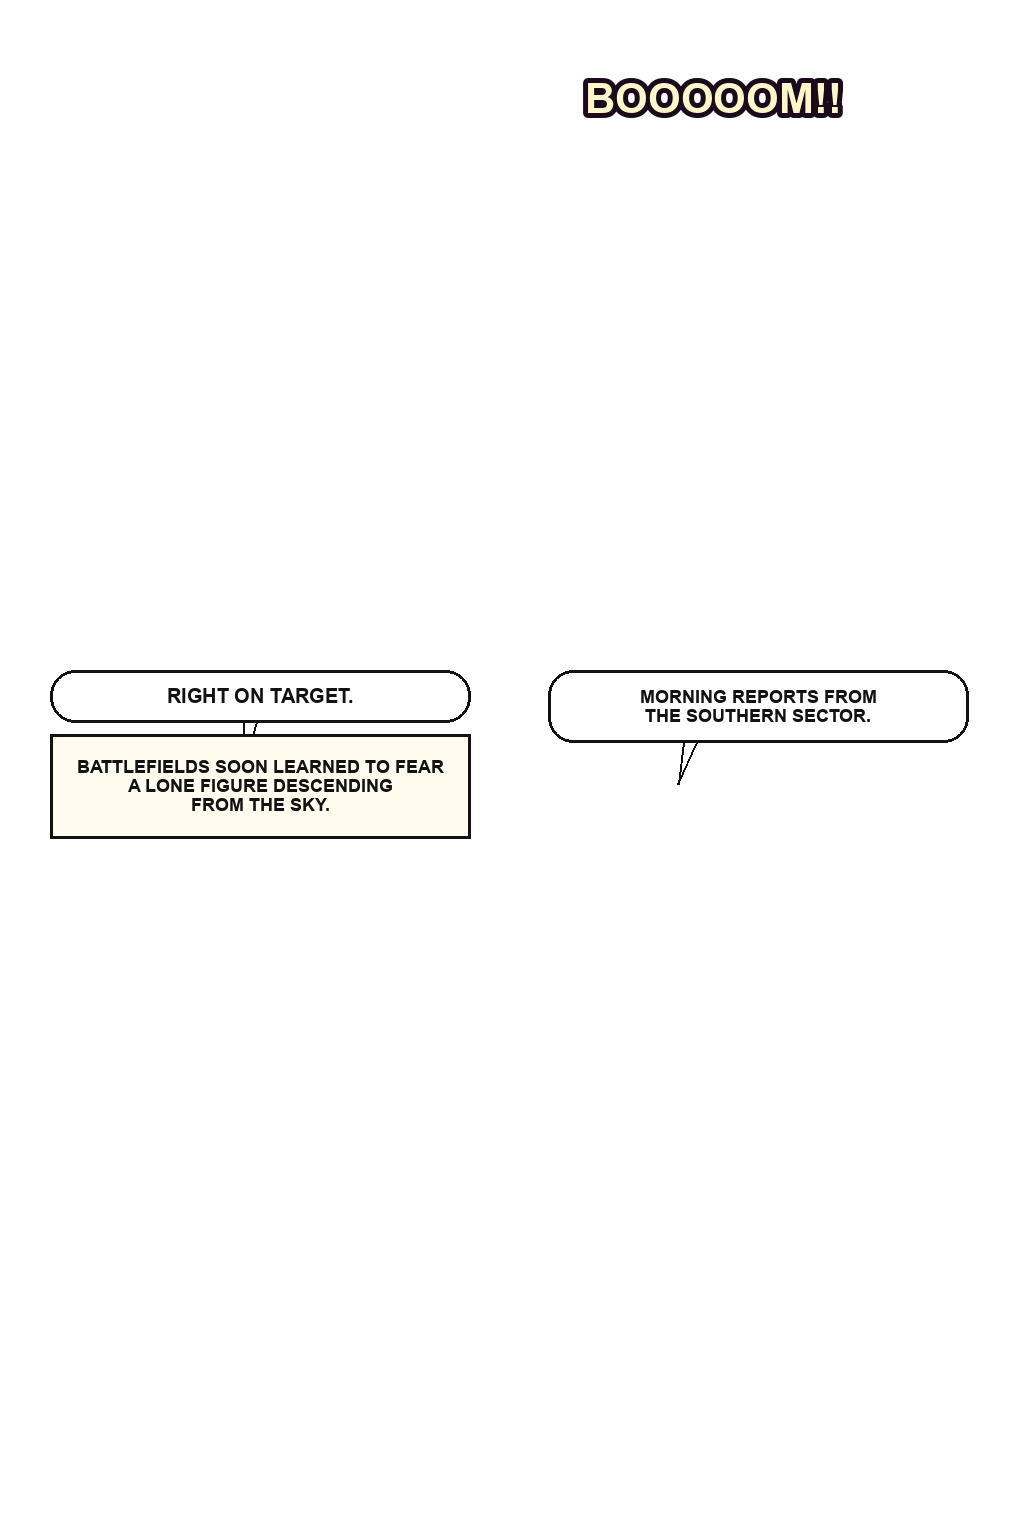 BOOOOOM!!
RIGHT ON TARGET.
BATTLEFIELDS SOON LEARNED TO FEAR
A LONE FIGURE DESCENDING
FROM THE SKY.
MORNING REPORTS FROM
THE SOUTHERN SECTOR.